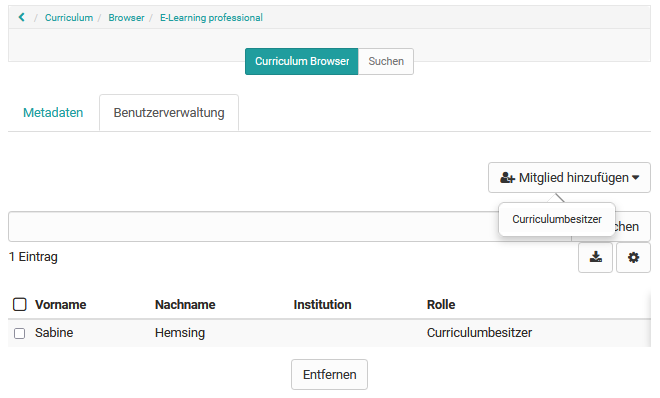 / Curriculum / Browser / E-Learning professional
Curriculum Browser Suchen
Metadaten Benutzerverwaltung
Mitglied hinzufügen
Curriculumbesitzer
chen
1 Eintrag
Vorname Nachname Institution Rolle
Sabine Hemsing Curriculumbesitzer
Entfernen